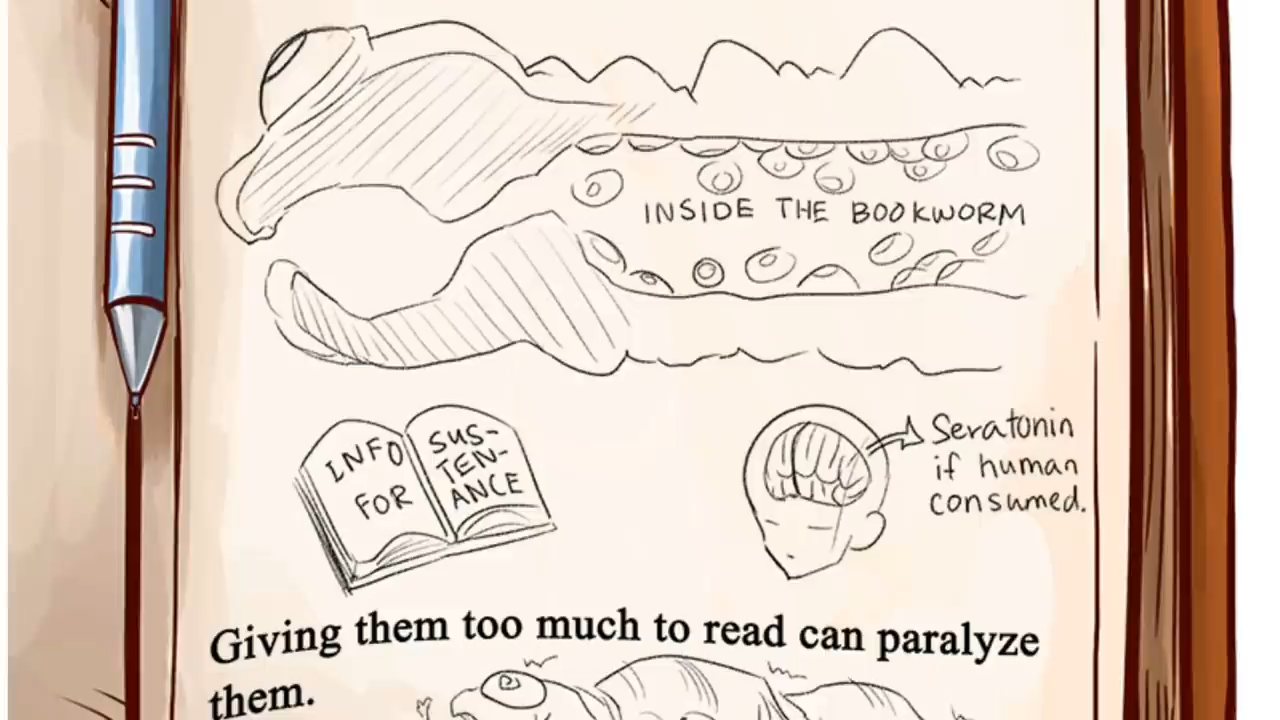 INSIDE THE BOOKWORM
INFO
FOR
SUS-
TEN-
ANCE
Seratonin
if human
consumed.
Giving them too much to read can paralyze
them.